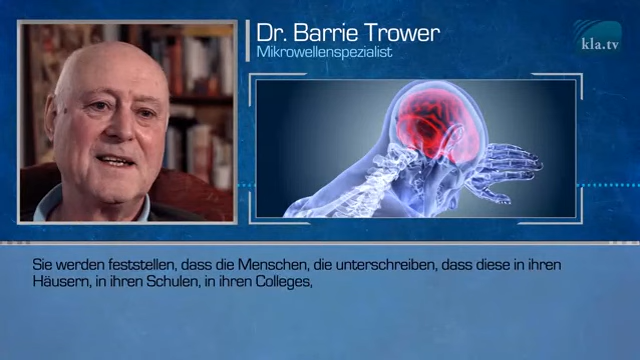 Dr. Barrie Trower
Mikrowellenspezialist
kla.tv
Sie werden feststellen, dass die Menschen, die unterschreiben, dass diese in ihren
Häusern, in ihren Schulen, in ihren Colleges,